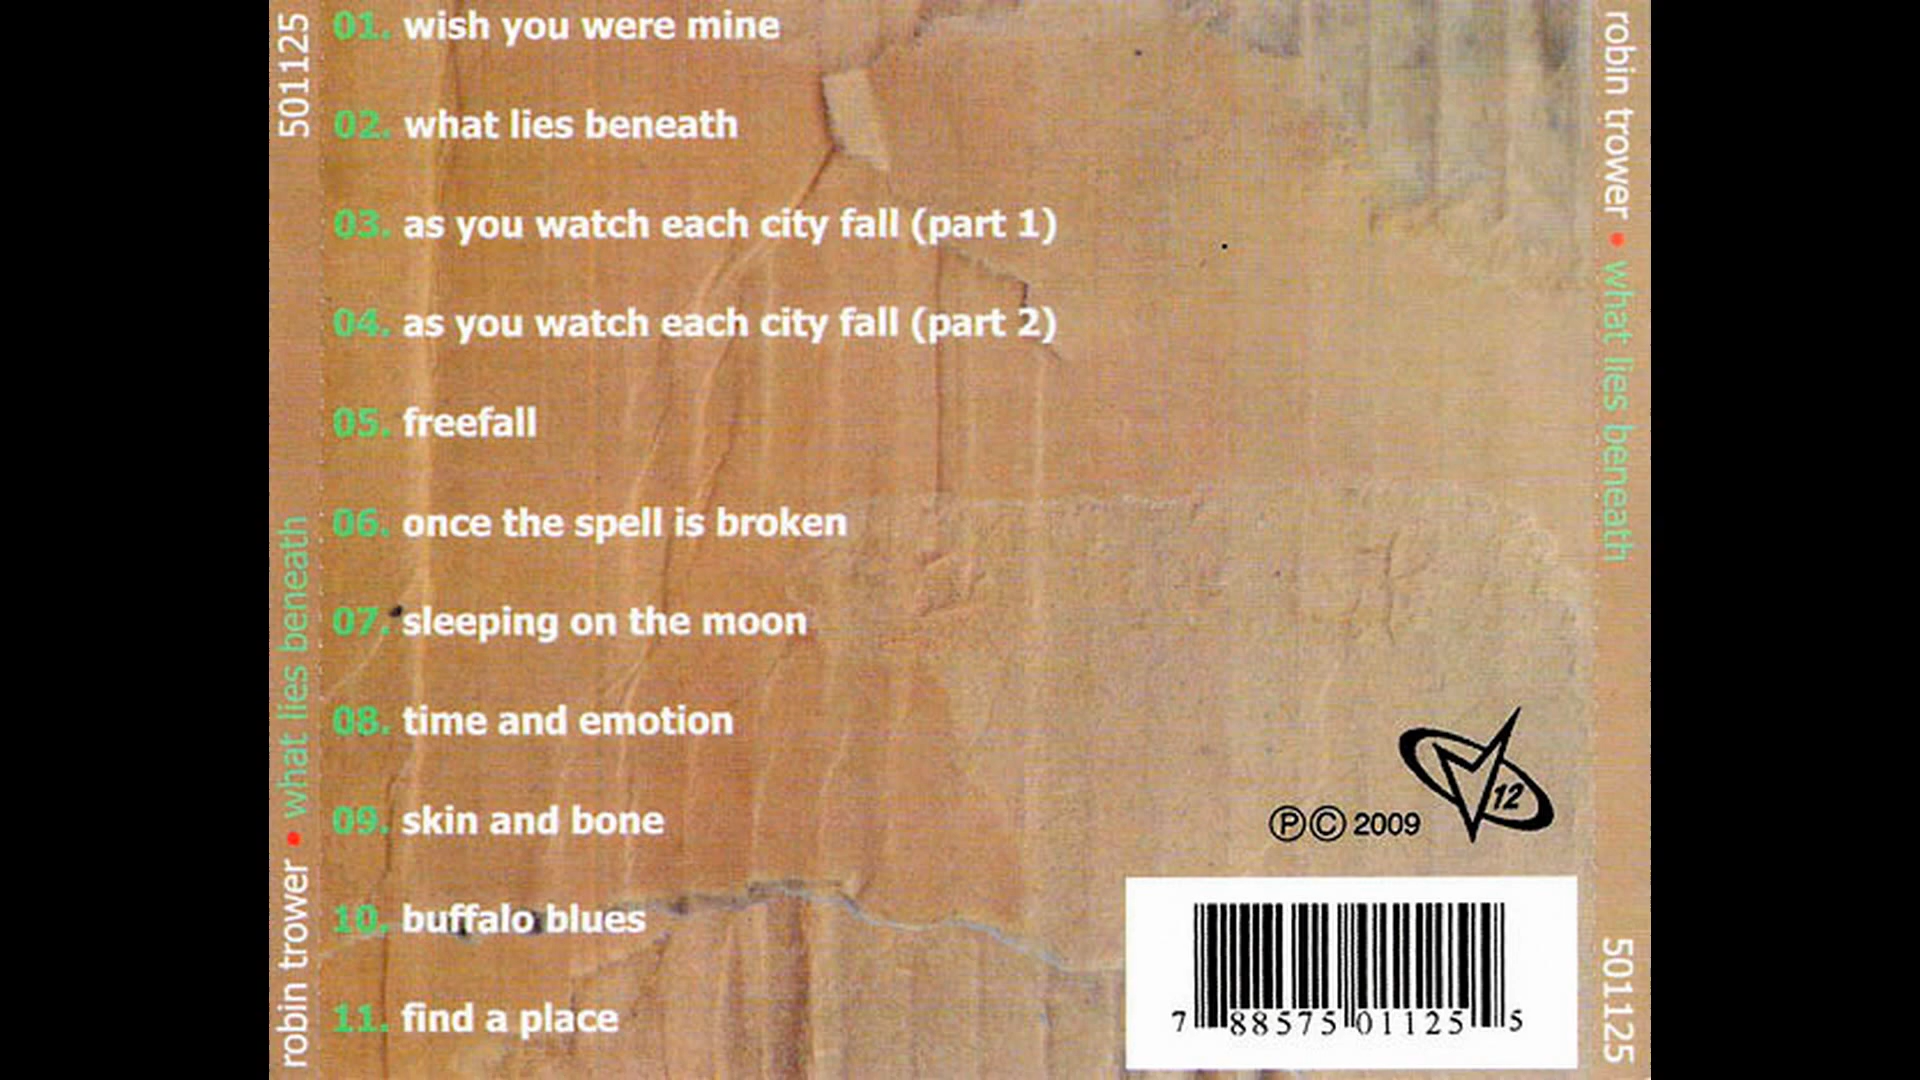 01. wish you were mine
02. what lies beneath
03. as you watch each city fall (part 1)
04. as you watch each city fall (part 2)
05. freefall
06. once the spell is broken
07. sleeping on the moon
08. time and emotion
09. skin and bone
10. buffalo blues
11. find a place
robin trower • what lies beneath
501125
robin trower • what lies beneath
501125
V 12
℗© 2009
7 88575 01125 5